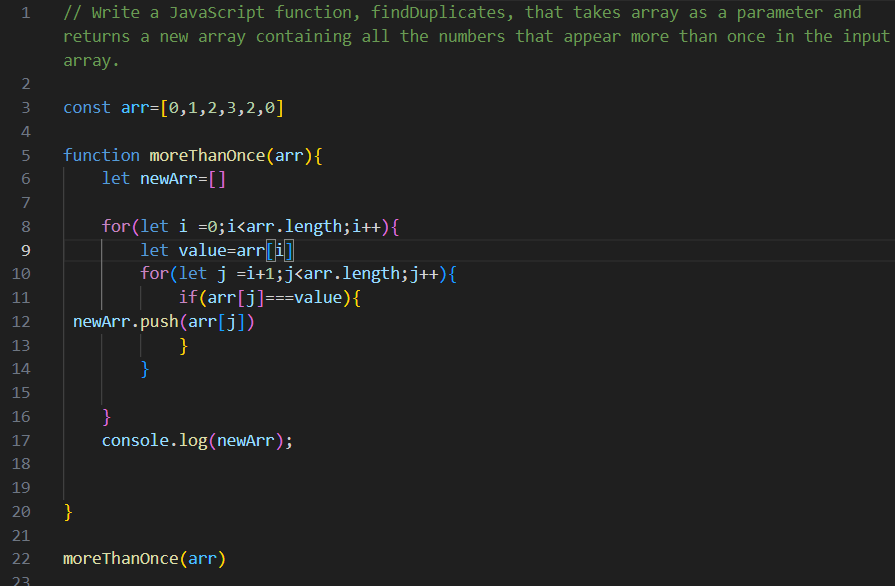 1 // Write a JavaScript function, findDuplicates, that takes array as a parameter and
returns a new array containing all the numbers that appear more than once in the input
array.
2
3 const arr=[0,1,2,3,2,0]
4
5 function moreThanOnce(arr){
6     let newArr=[]
7
8     for(let i =0;i<arr.length;i++){
9         let value=arr[i]
10         for(let j =i+1;j<arr.length;j++){
11             if(arr[j]===value){
12  newArr.push(arr[j])
13             }
14         }
15
16     }
17     console.log(newArr);
18
19
20 }
21
22 moreThanOnce(arr)
23